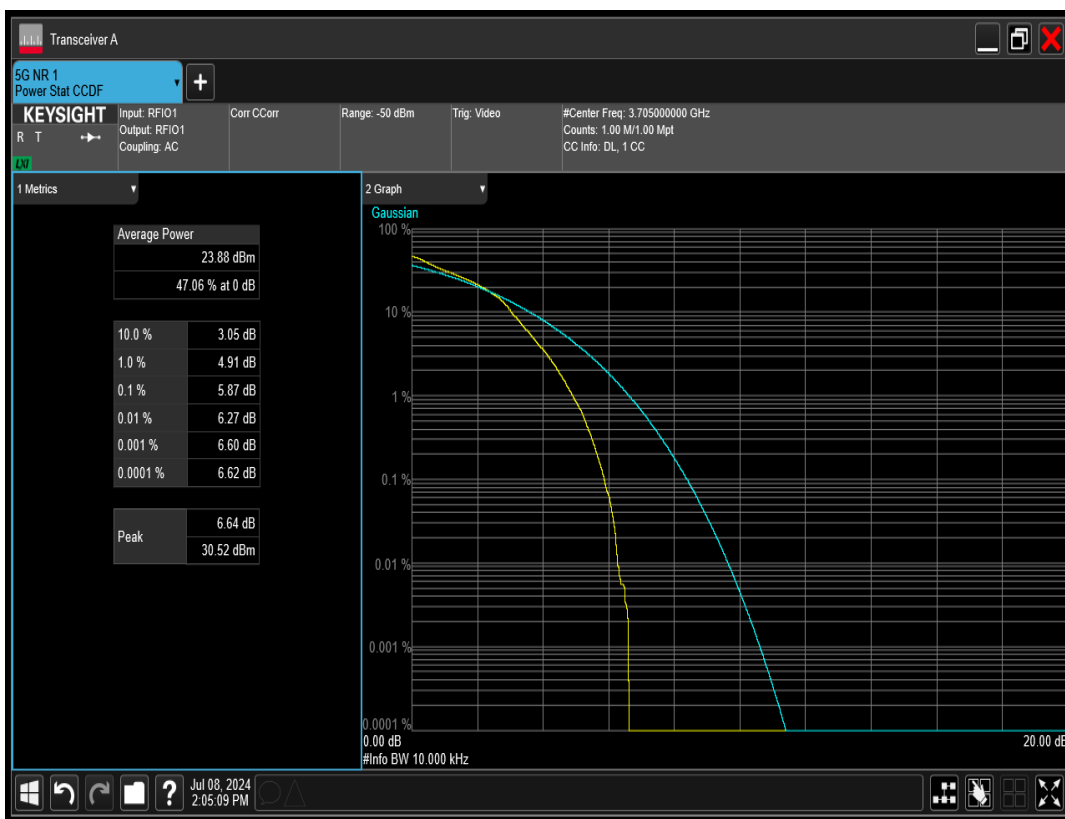 Transceiver A
5G NR 1
Power Stat CCDF
+
KEYSIGHT
R T
LXI
Input: RFIO1
Output: RFIO1
Coupling: AC
Corr CCorr
Range: -50 dBm
Trig: Video
#Center Freq: 3.705000000 GHz
Counts: 1.00 M/1.00 Mpt
CC Info: DL, 1 CC
1 Metrics
Average Power
23.88 dBm
47.06 % at 0 dB
10.0 % 3.05 dB
1.0 % 4.91 dB
0.1 % 5.87 dB
0.01 % 6.27 dB
0.001 % 6.60 dB
0.0001 % 6.62 dB
Peak 6.64 dB
30.52 dBm
2 Graph
Gaussian
100 %
10 %
1 %
0.1 %
0.01 %
0.001 %
0.0001 %
0.00 dB 20.00 dB
#Info BW 10.000 kHz
?
Jul 08, 2024
2:05:09 PM